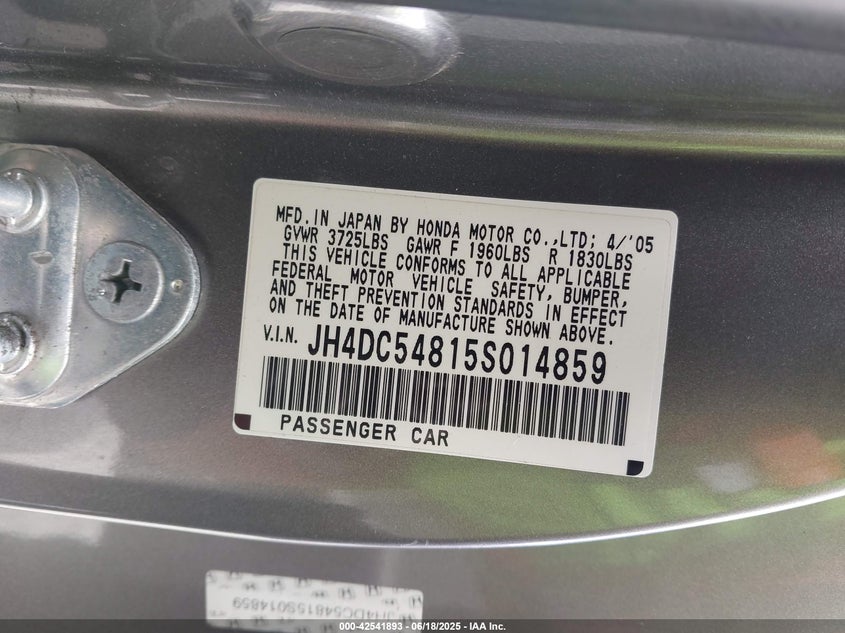 MFD. IN JAPAN BY HONDA MOTOR CO.,LTD; 4/'05
GVWR 3725LBS GAWR F 1960LBS R 1830LBS
THIS VEHICLE CONFORMS TO ALL APPLICABLE
FEDERAL MOTOR VEHICLE SAFETY, BUMPER,
AND THEFT PREVENTION STANDARDS IN EFFECT
ON THE DATE OF MANUFACTURE SHOWN ABOVE.
V.I.N. JH4DC54815S014859
PASSENGER CAR
JH4DC54815S014859
000-42541893 - 06/18/2025 - IAA Inc.